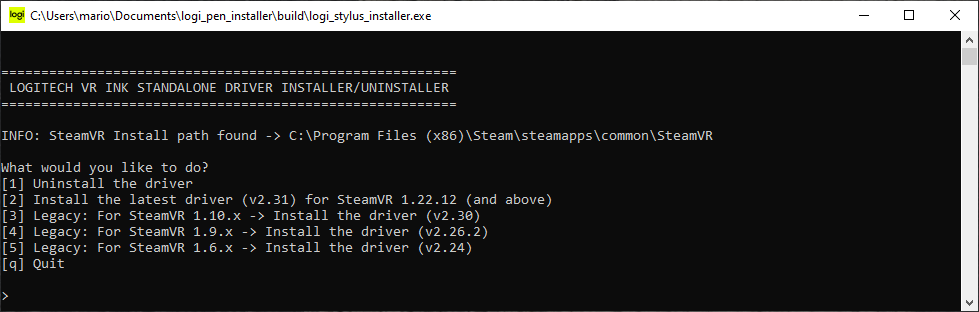 logi C:\Users\mario\Documents\logi_pen_installer\build\logi_stylus_installer.exe
=========================================================
LOGITECH VR INK STANDALONE DRIVER INSTALLER/UNINSTALLER
=========================================================
INFO: SteamVR Install path found -> C:\Program Files (x86)\Steam\steamapps\common\SteamVR
What would you like to do?
[1] Uninstall the driver
[2] Install the latest driver (v2.31) for SteamVR 1.22.12 (and above)
[3] Legacy: For SteamVR 1.10.x -> Install the driver (v2.30)
[4] Legacy: For SteamVR 1.9.x -> Install the driver (v2.26.2)
[5] Legacy: For SteamVR 1.6.x -> Install the driver (v2.24)
[q] Quit
>